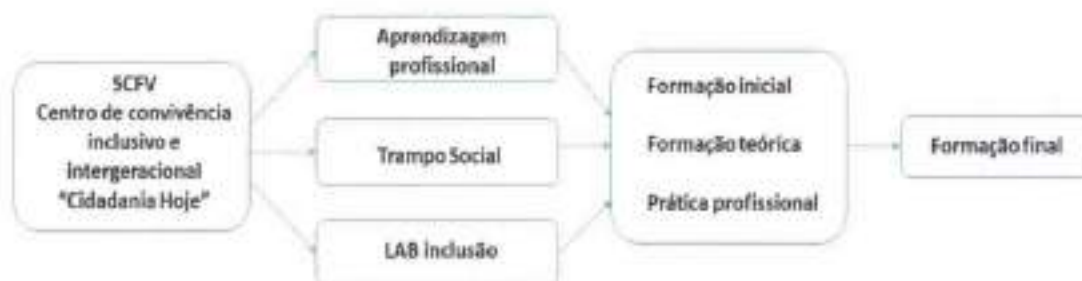 SCFV
Centro de convivência
inclusivo e
intergeracional
"Cidadania Hoje"
Aprendizagem
profissional
Trampo Social
LAB inclusão
Formação inicial
Formação teórica
Prática profissional
Formação final